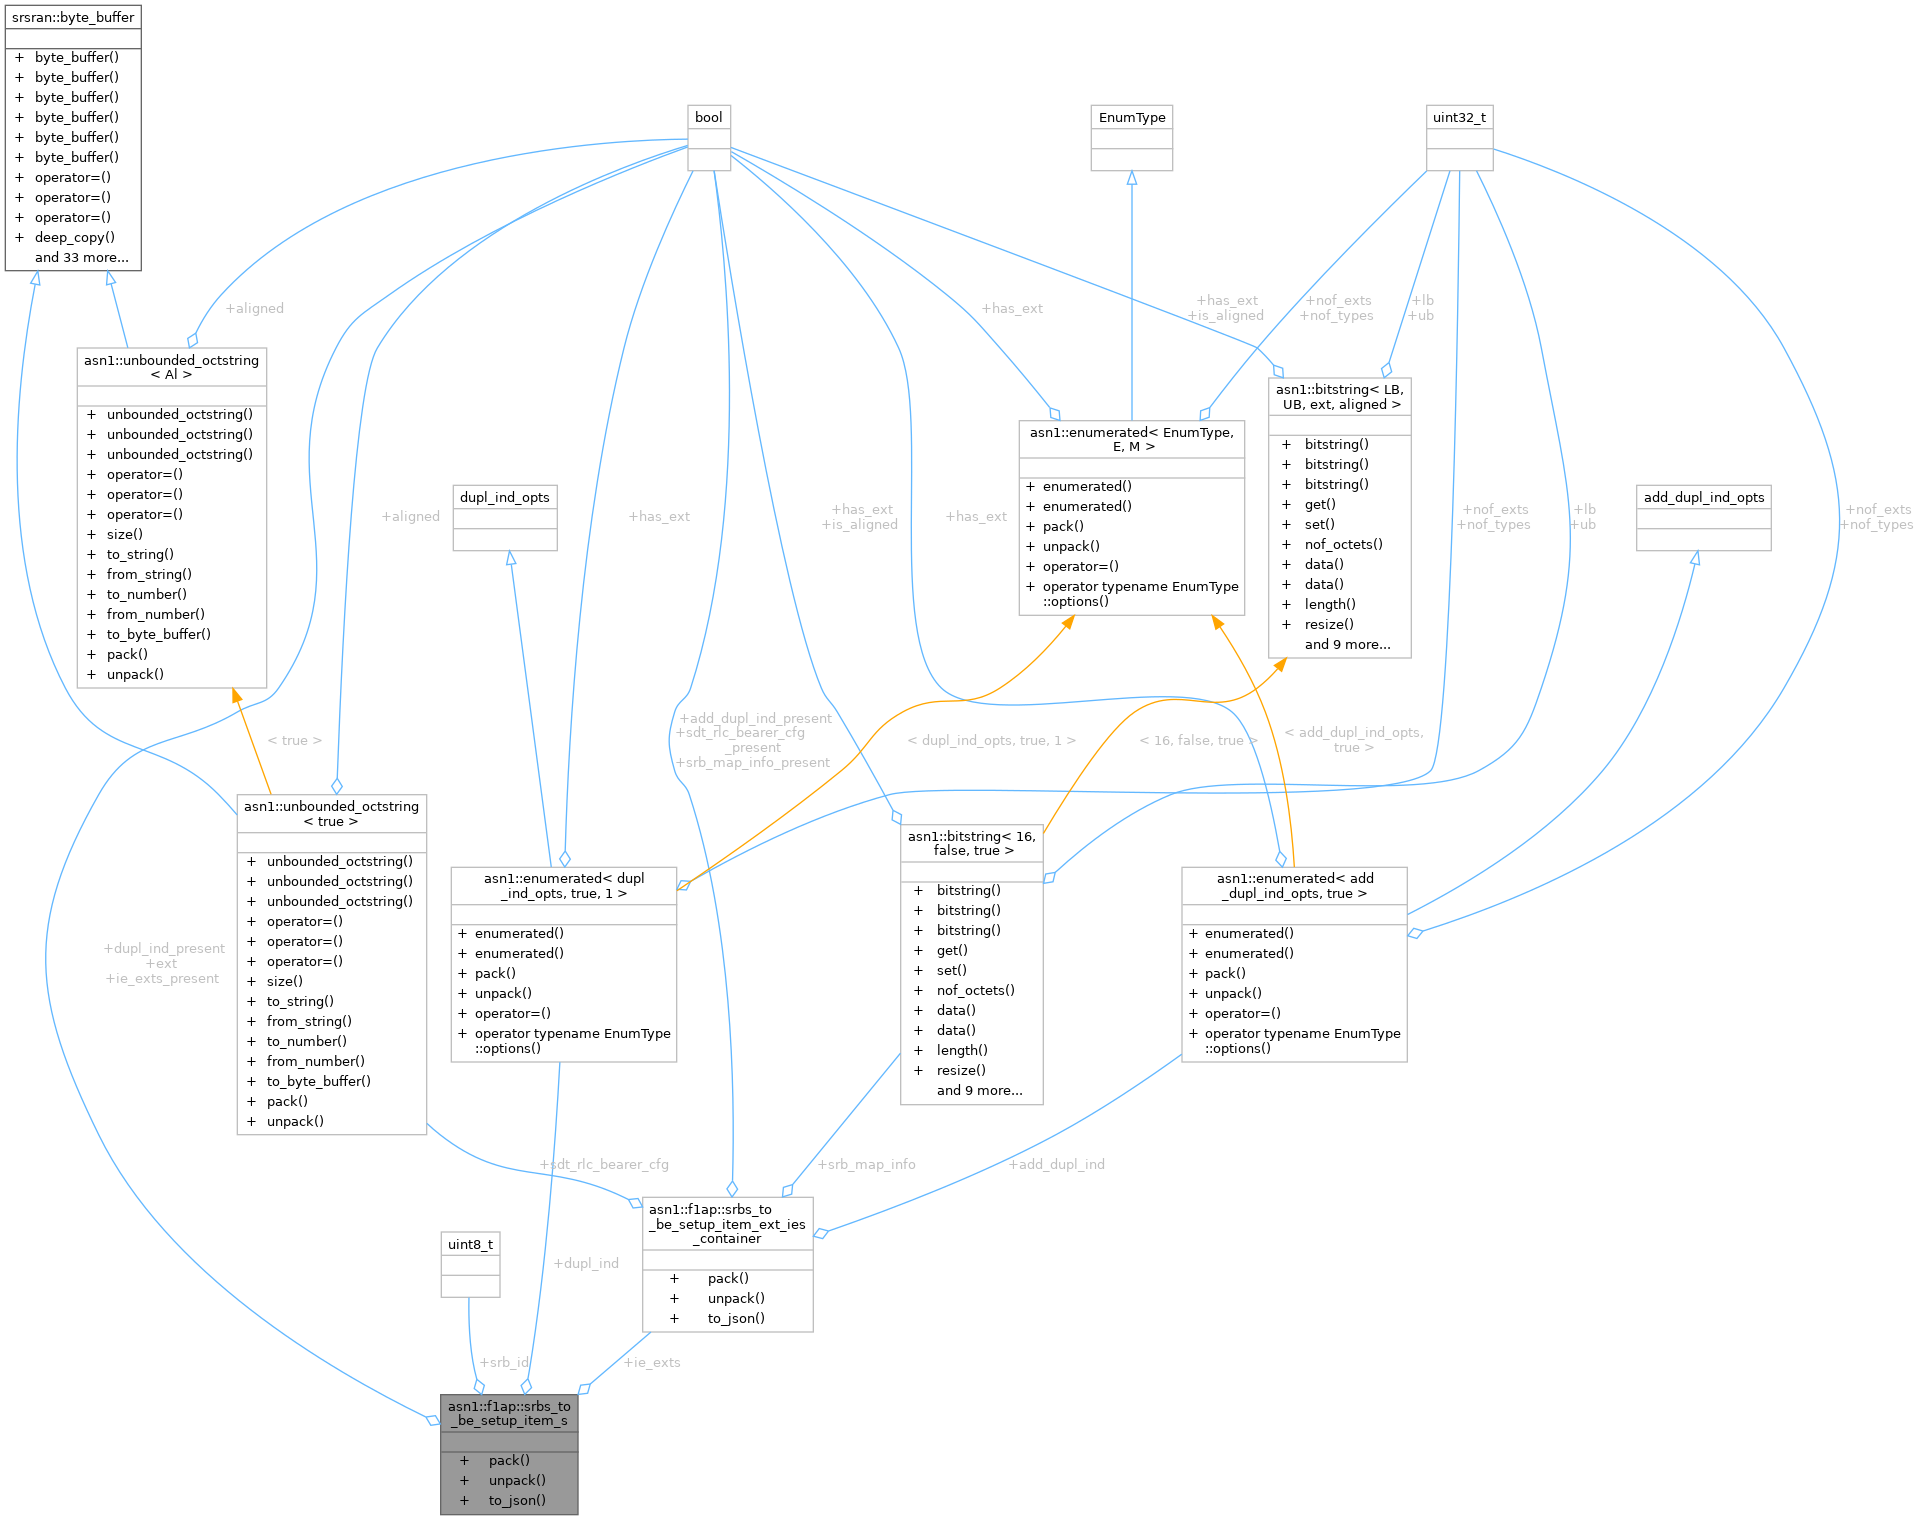 srsran::byte_buffer
+ byte_buffer()
+ byte_buffer()
+ byte_buffer()
+ byte_buffer()
+ byte_buffer()
+ byte_buffer()
+ operator=()
+ operator=()
+ operator=()
+ deep_copy()
and 33 more...
bool
EnumType
uint32_t
+aligned
+has_ext
+has_ext
+is_aligned
+nof_exts
+nof_types
+lb
+ub
asn1::unbounded_octstring
< Al >
+ unbounded_octstring()
+ unbounded_octstring()
+ unbounded_octstring()
+ operator=()
+ operator=()
+ operator=()
+ size()
+ to_string()
+ from_string()
+ to_number()
+ from_number()
+ to_byte_buffer()
+ pack()
+ unpack()
asn1::enumerated< EnumType,
E, M >
+ enumerated()
+ enumerated()
+ pack()
+ unpack()
+ operator=()
+ operator typename EnumType
::options()
asn1::bitstring< LB,
UB, ext, aligned >
+ bitstring()
+ bitstring()
+ bitstring()
+ get()
+ set()
+ nof_octets()
+ data()
+ data()
+ length()
+ resize()
and 9 more...
dupl_ind_opts
add_dupl_ind_opts
+aligned
+has_ext
+has_ext
+is_aligned
+has_ext
+nof_exts
+nof_types
+lb
+ub
+nof_exts
+nof_types
< true >
+add_dupl_ind_present
+sdt_rlc_bearer_cfg
_present
+srb_map_info_present
< dupl_ind_opts, true, 1 >
< 16, false, true >
< add_dupl_ind_opts,
true >
asn1::unbounded_octstring
< true >
+ unbounded_octstring()
+ unbounded_octstring()
+ unbounded_octstring()
+ operator=()
+ operator=()
+ operator=()
+ size()
+ to_string()
+ from_string()
+ to_number()
+ from_number()
+ to_byte_buffer()
+ pack()
+ unpack()
asn1::enumerated< dupl
_ind_opts, true, 1 >
+ enumerated()
+ enumerated()
+ pack()
+ unpack()
+ operator=()
+ operator typename EnumType
::options()
asn1::bitstring< 16,
false, true >
+ bitstring()
+ bitstring()
+ bitstring()
+ get()
+ set()
+ nof_octets()
+ data()
+ data()
+ length()
+ resize()
and 9 more...
asn1::enumerated< add
_dupl_ind_opts, true >
+ enumerated()
+ enumerated()
+ pack()
+ unpack()
+ operator=()
+ operator typename EnumType
::options()
+dupl_ind_present
+ext
+ie_exts_present
+sdt_rlc_bearer_cfg
+srb_map_info
+add_dupl_ind
asn1::f1ap::srbs_to
_be_setup_item_ext_ies
_container
+ pack()
+ unpack()
+ to_json()
uint8_t
+dupl_ind
+srb_id
+ie_exts
asn1::f1ap::srbs_to
_be_setup_item_s
+ pack()
+ unpack()
+ to_json()